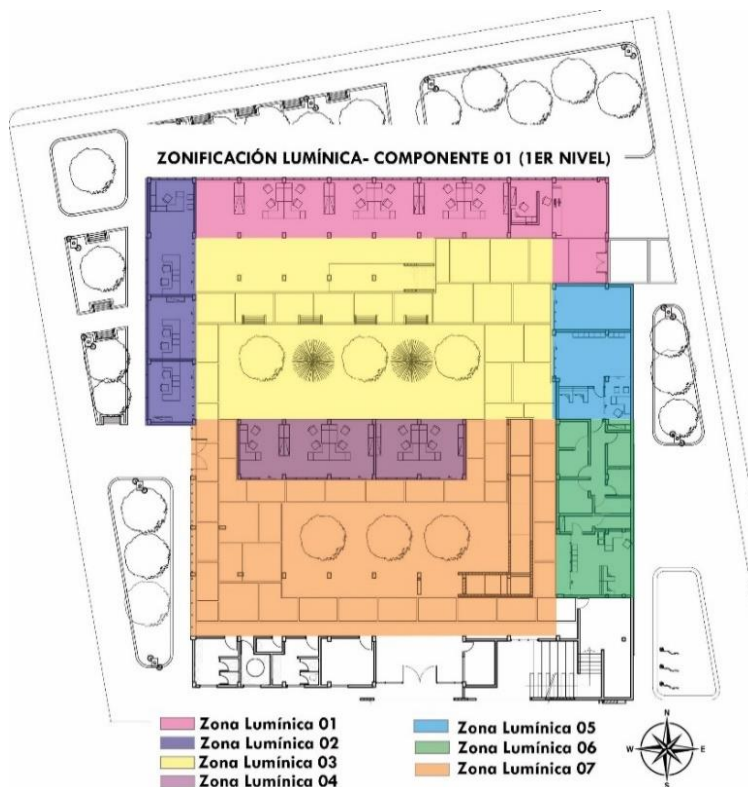 ZONIFICACIÓN LUMÍNICA- COMPONENTE 01 (1ER NIVEL)
Zona Lumínica 01
Zona Lumínica 02
Zona Lumínica 03
Zona Lumínica 04
Zona Lumínica 05
Zona Lumínica 06
Zona Lumínica 07
N
W E
S